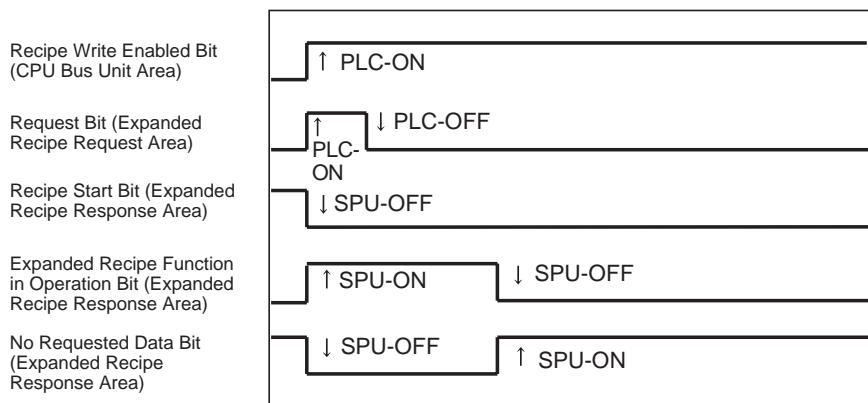 Recipe Write Enabled Bit
(CPU Bus Unit Area)
↑ PLC-ON
Request Bit (Expanded
Recipe Request Area)
↑
PLC-
ON
↓ PLC-OFF
Recipe Start Bit (Expanded
Recipe Response Area)
↓ SPU-OFF
Expanded Recipe Function
in Operation Bit (Expanded
Recipe Response Area)
↑ SPU-ON
↓ SPU-OFF
No Requested Data Bit
(Expanded Recipe
Response Area)
↓ SPU-OFF
↑ SPU-ON